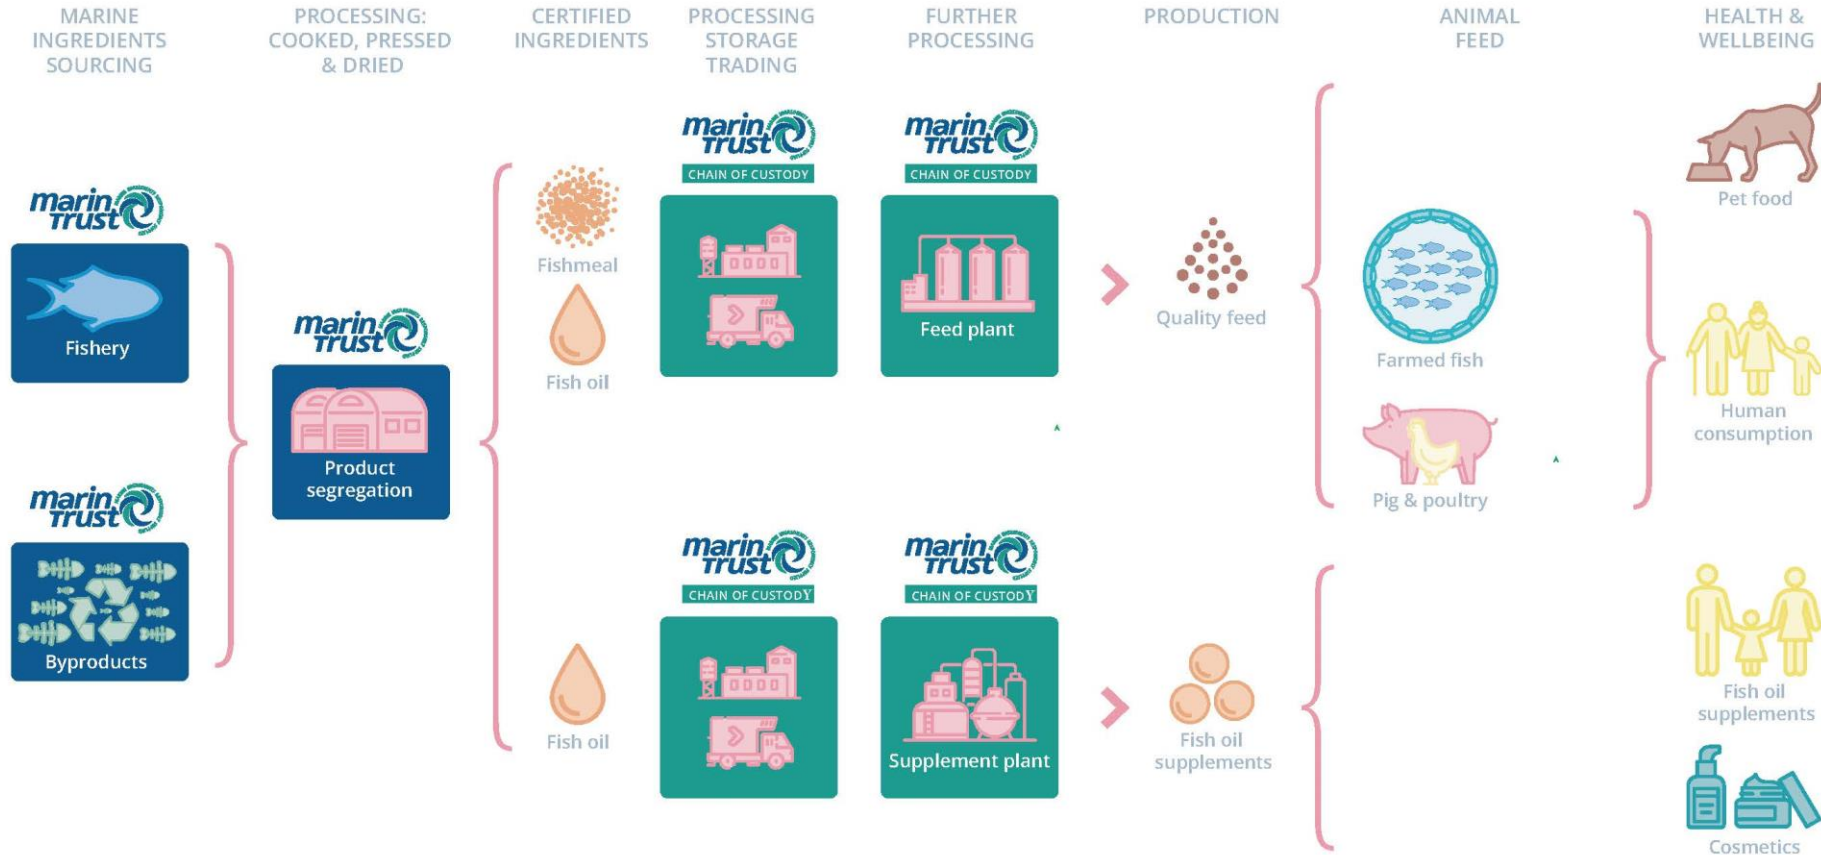 MARINE
INGREDIENTS
SOURCING
PROCESSING:
COOKED, PRESSED
& DRIED
CERTIFIED
INGREDIENTS
PROCESSING
STORAGE
TRADING
FURTHER
PROCESSING
PRODUCTION
ANIMAL
FEED
HEALTH &
WELLBEING
marin
TRUST
Fishery
marin
TRUST
Byproducts
marin
TRUST
Product
segregation
Fishmeal
Fish oil
Fish oil
marin
TRUST
CHAIN OF CUSTODY
marin
TRUST
CHAIN OF CUSTODY
Feed plant
marin
TRUST
CHAIN OF CUSTODY
marin
TRUST
CHAIN OF CUSTODY
Supplement plant
Quality feed
Fish oil
supplements
Farmed fish
Pig & poultry
Pet food
Human
consumption
Fish oil
supplements
Cosmetics